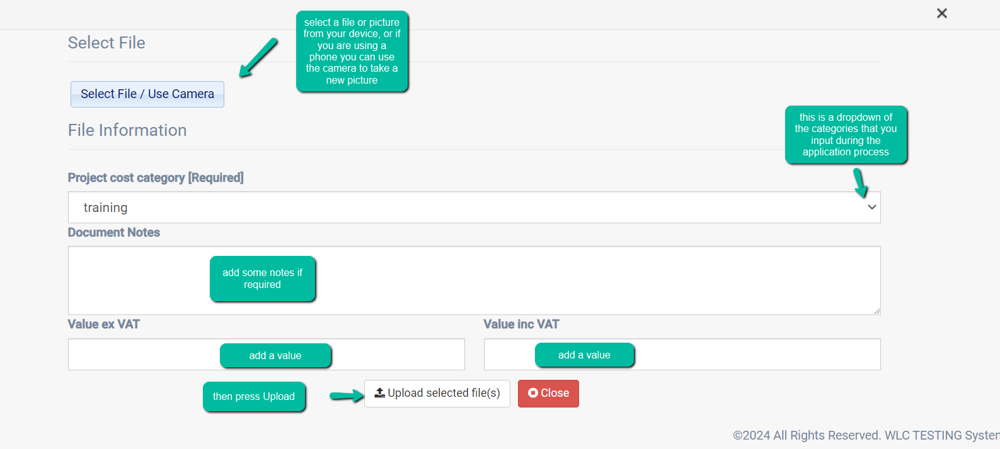 select a file or picture
from your device, or if
you are using a
phone you can use
the camera to take a
new picture
Select File
Select File / Use Camera
File Information
this is a dropdown of
the categories that you
input during the
application process
Project cost category [Required]
training
Document Notes
add some notes if
required
Value ex VAT
Value inc VAT
add a value
add a value
then press Upload
Upload selected file(s)
Close
©2024 All Rights Reserved. WLC TESTING System